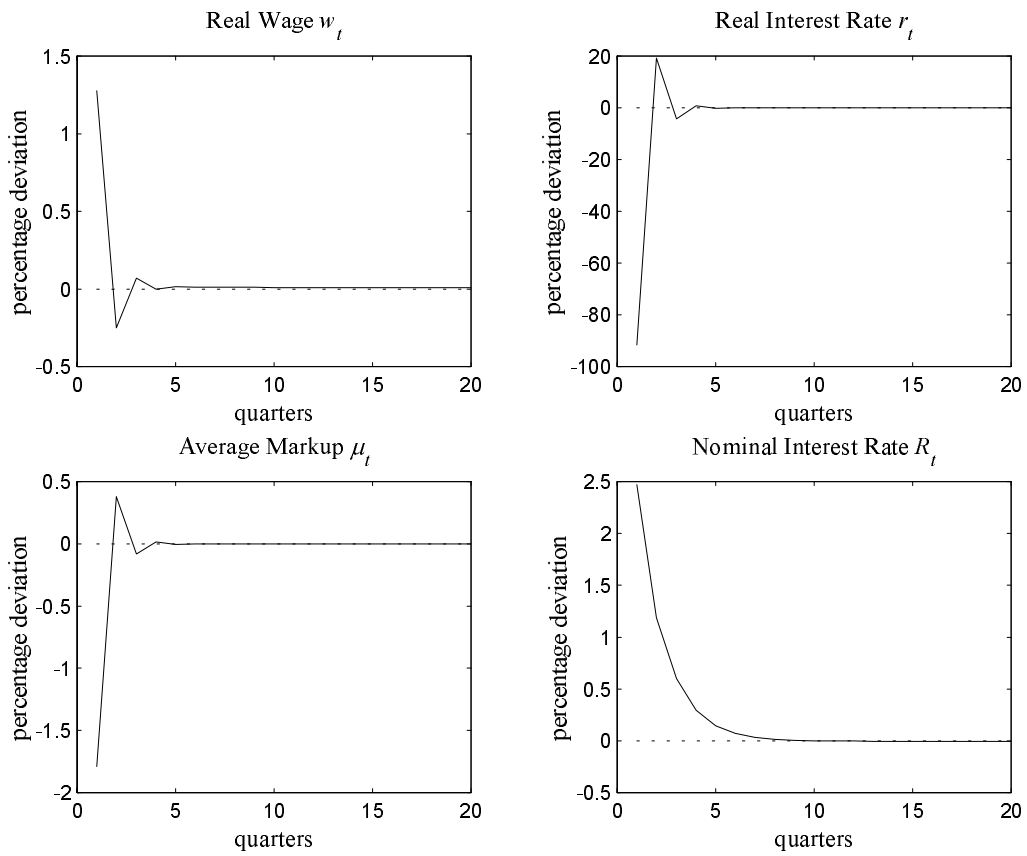 Real Wage w_t
1.5
1
0.5
0
-0.5
percentage deviation
0 5 10 15 20
quarters
Real Interest Rate r_t
20
0
-20
-40
-60
-80
-100
percentage deviation
0 5 10 15 20
quarters
Average Markup μ_t
0.5
0
-0.5
-1
-1.5
-2
percentage deviation
0 5 10 15 20
quarters
Nominal Interest Rate R_t
2.5
2
1.5
1
0.5
0
-0.5
percentage deviation
0 5 10 15 20
quarters